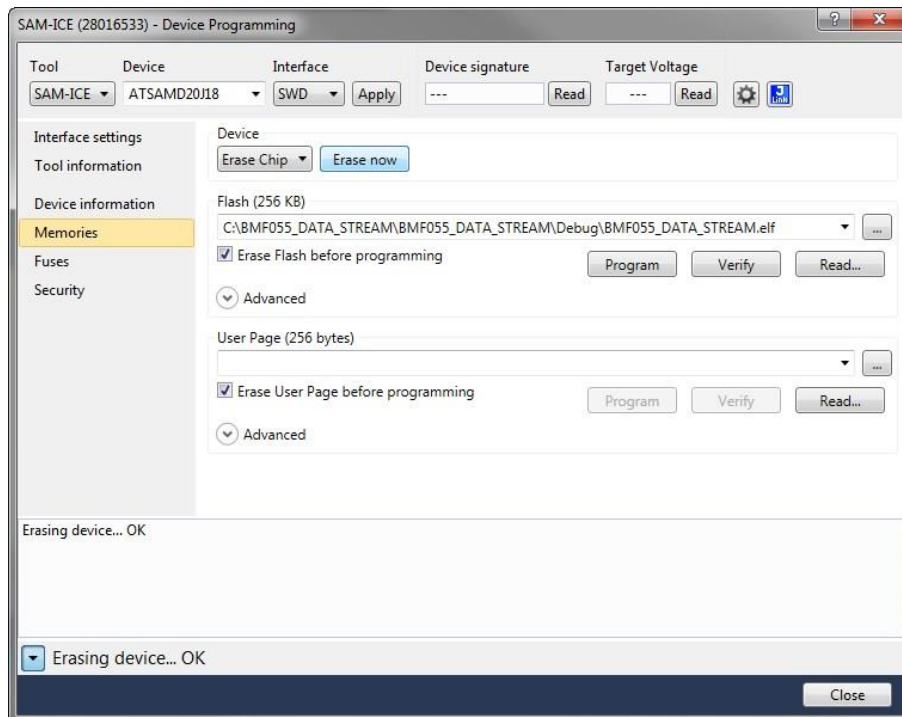 SAM-ICE (28016533) - Device Programming
Tool Device Interface Device signature Target Voltage
SAM-ICE ATSAMD20J18 SWD Apply --- Read --- Read J LINK
Interface settings
Tool information
Device information
Memories
Fuses
Security
Device
Erase Chip Erase now
Flash (256 KB)
C:\BMF055_DATA_STREAM\BMF055_DATA_STREAM\Debug\BMF055_DATA_STREAM.elf ...
Erase Flash before programming
Program Verify Read...
Advanced
User Page (256 bytes)
...
Erase User Page before programming
Program Verify Read...
Advanced
Erasing device... OK
Erasing device... OK
Close